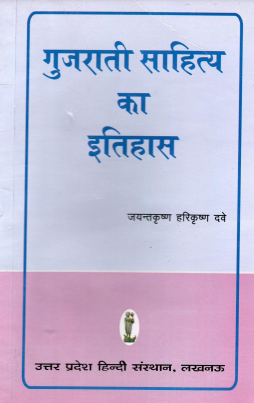 गुजराती साहित्य
का
इतिहास
जयन्तकृष्ण हरिकृष्ण दवे
उत्तर प्रदेश हिन्दी संस्थान, लखनऊ